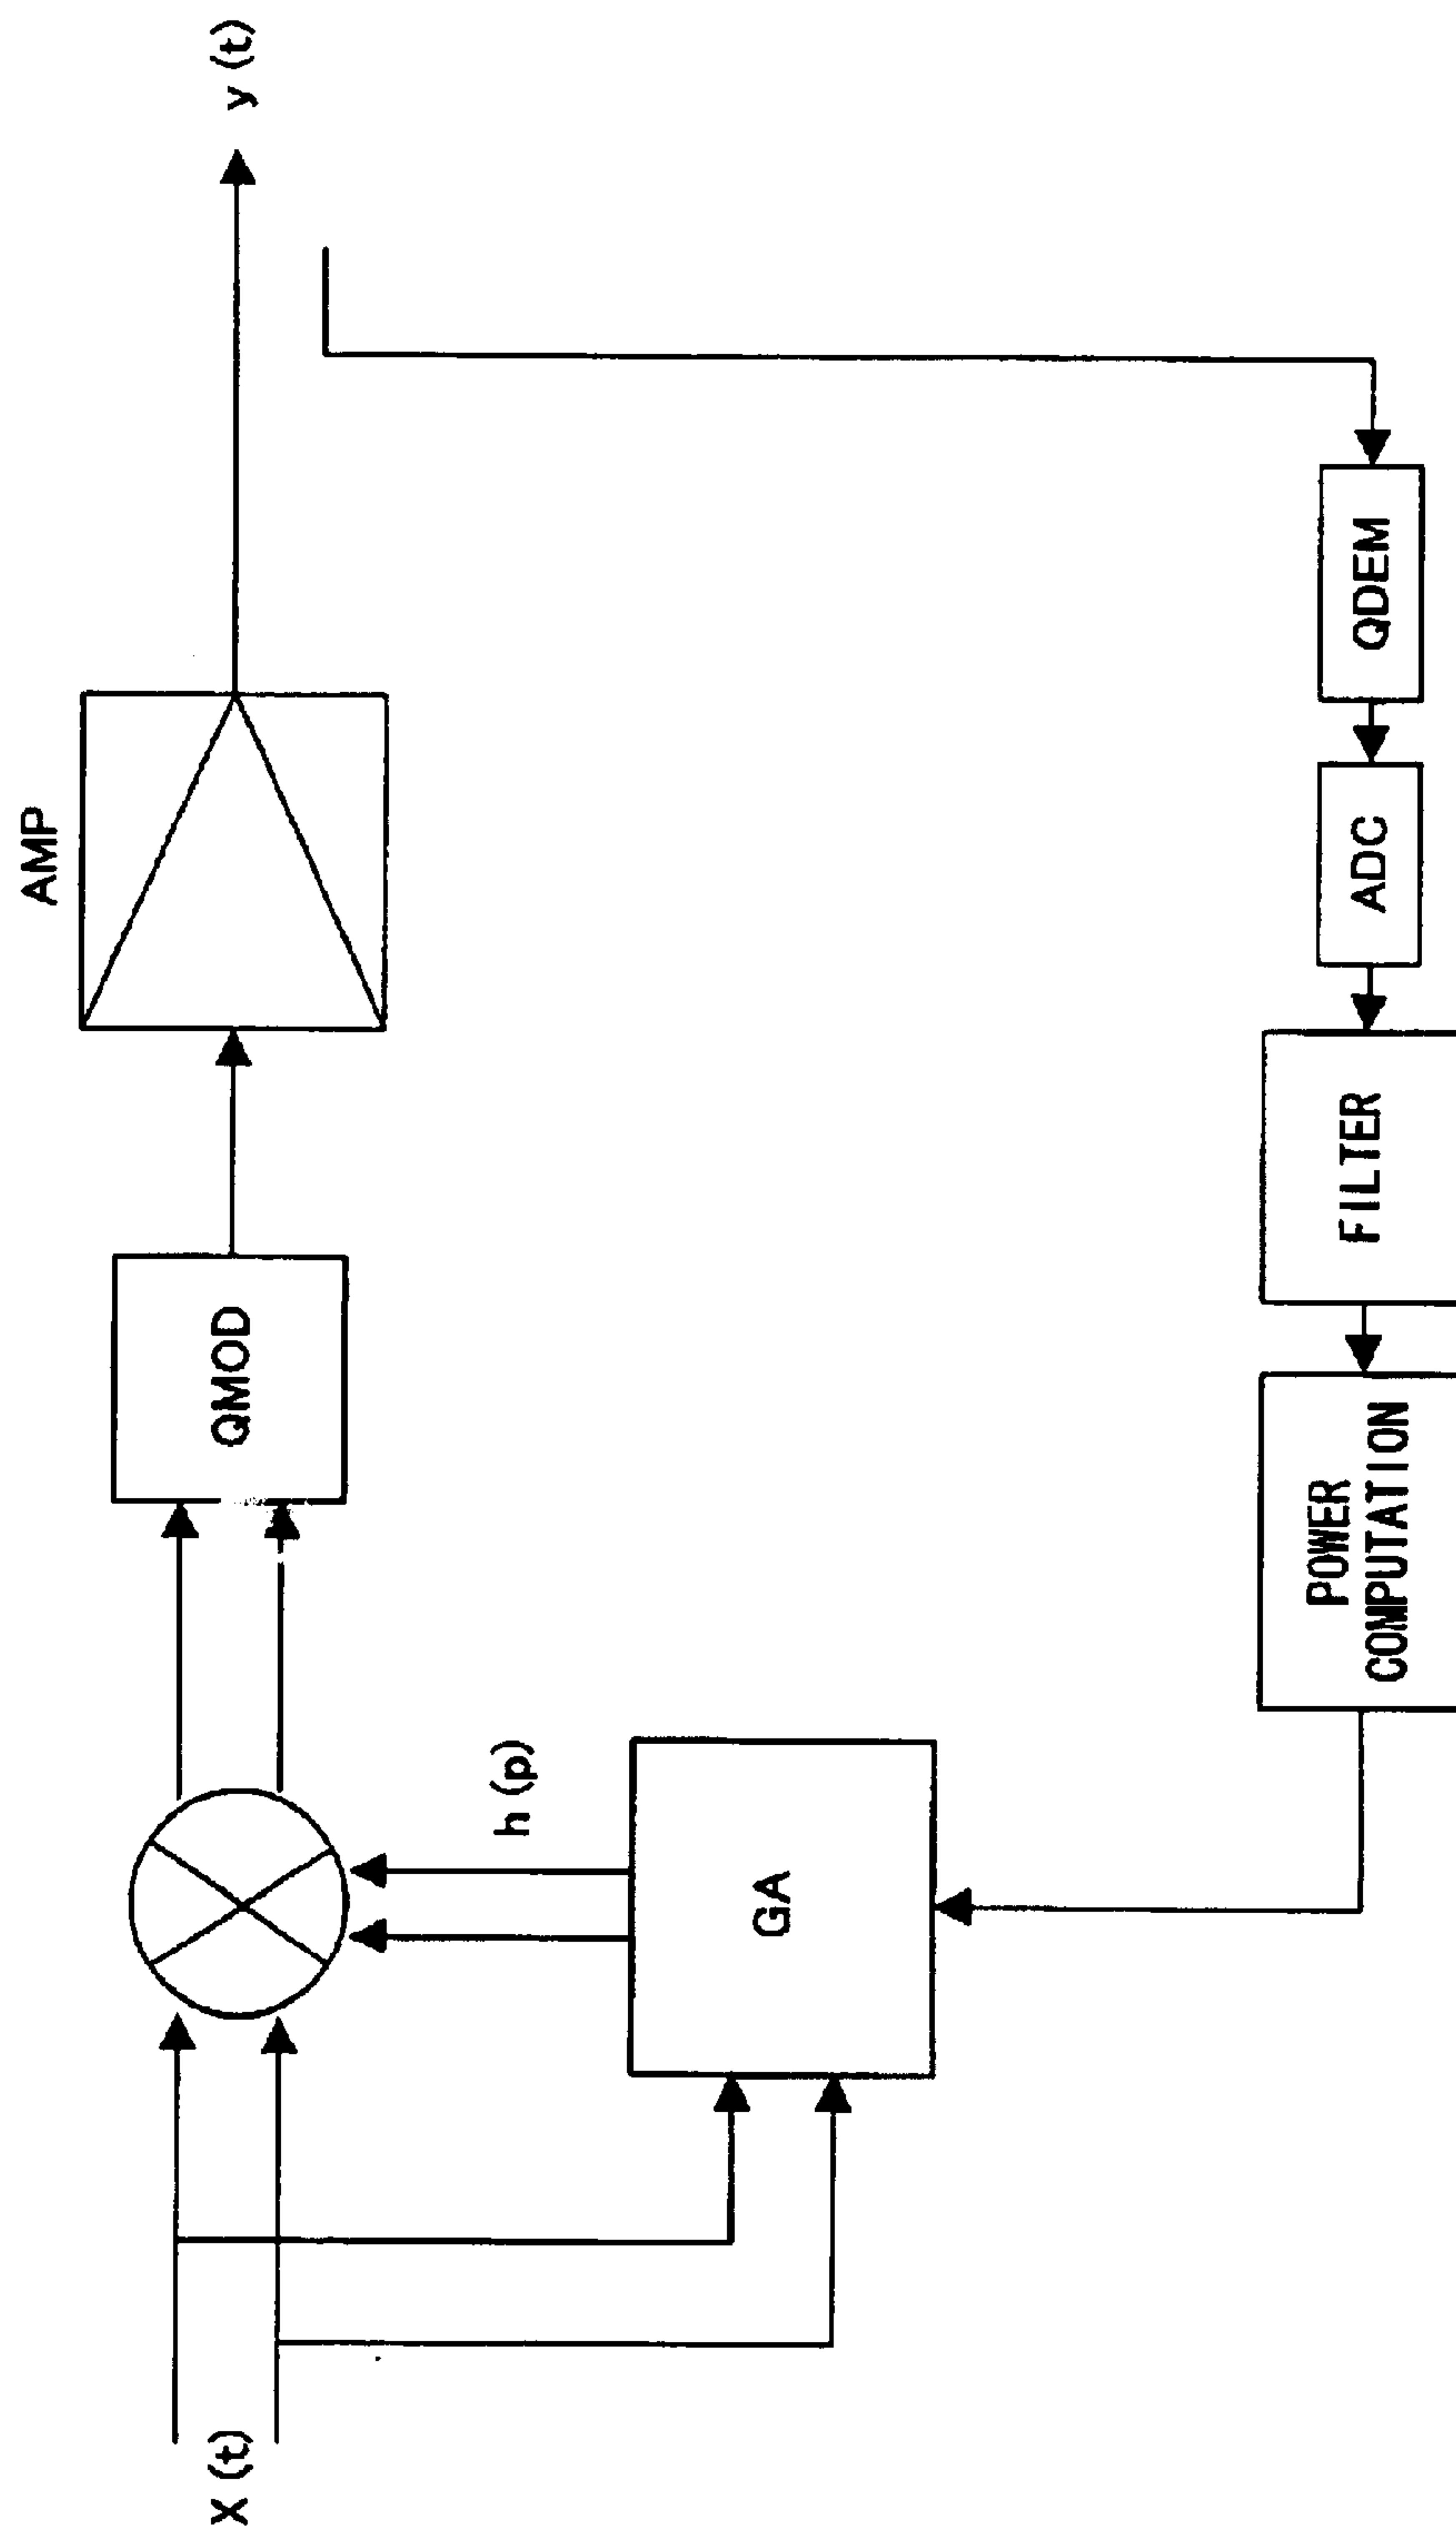 AMP
X (t)
QMOD
y (t)
h (p)
GA
POWER
COMPUTATION
FILTER
ADC
QDEM